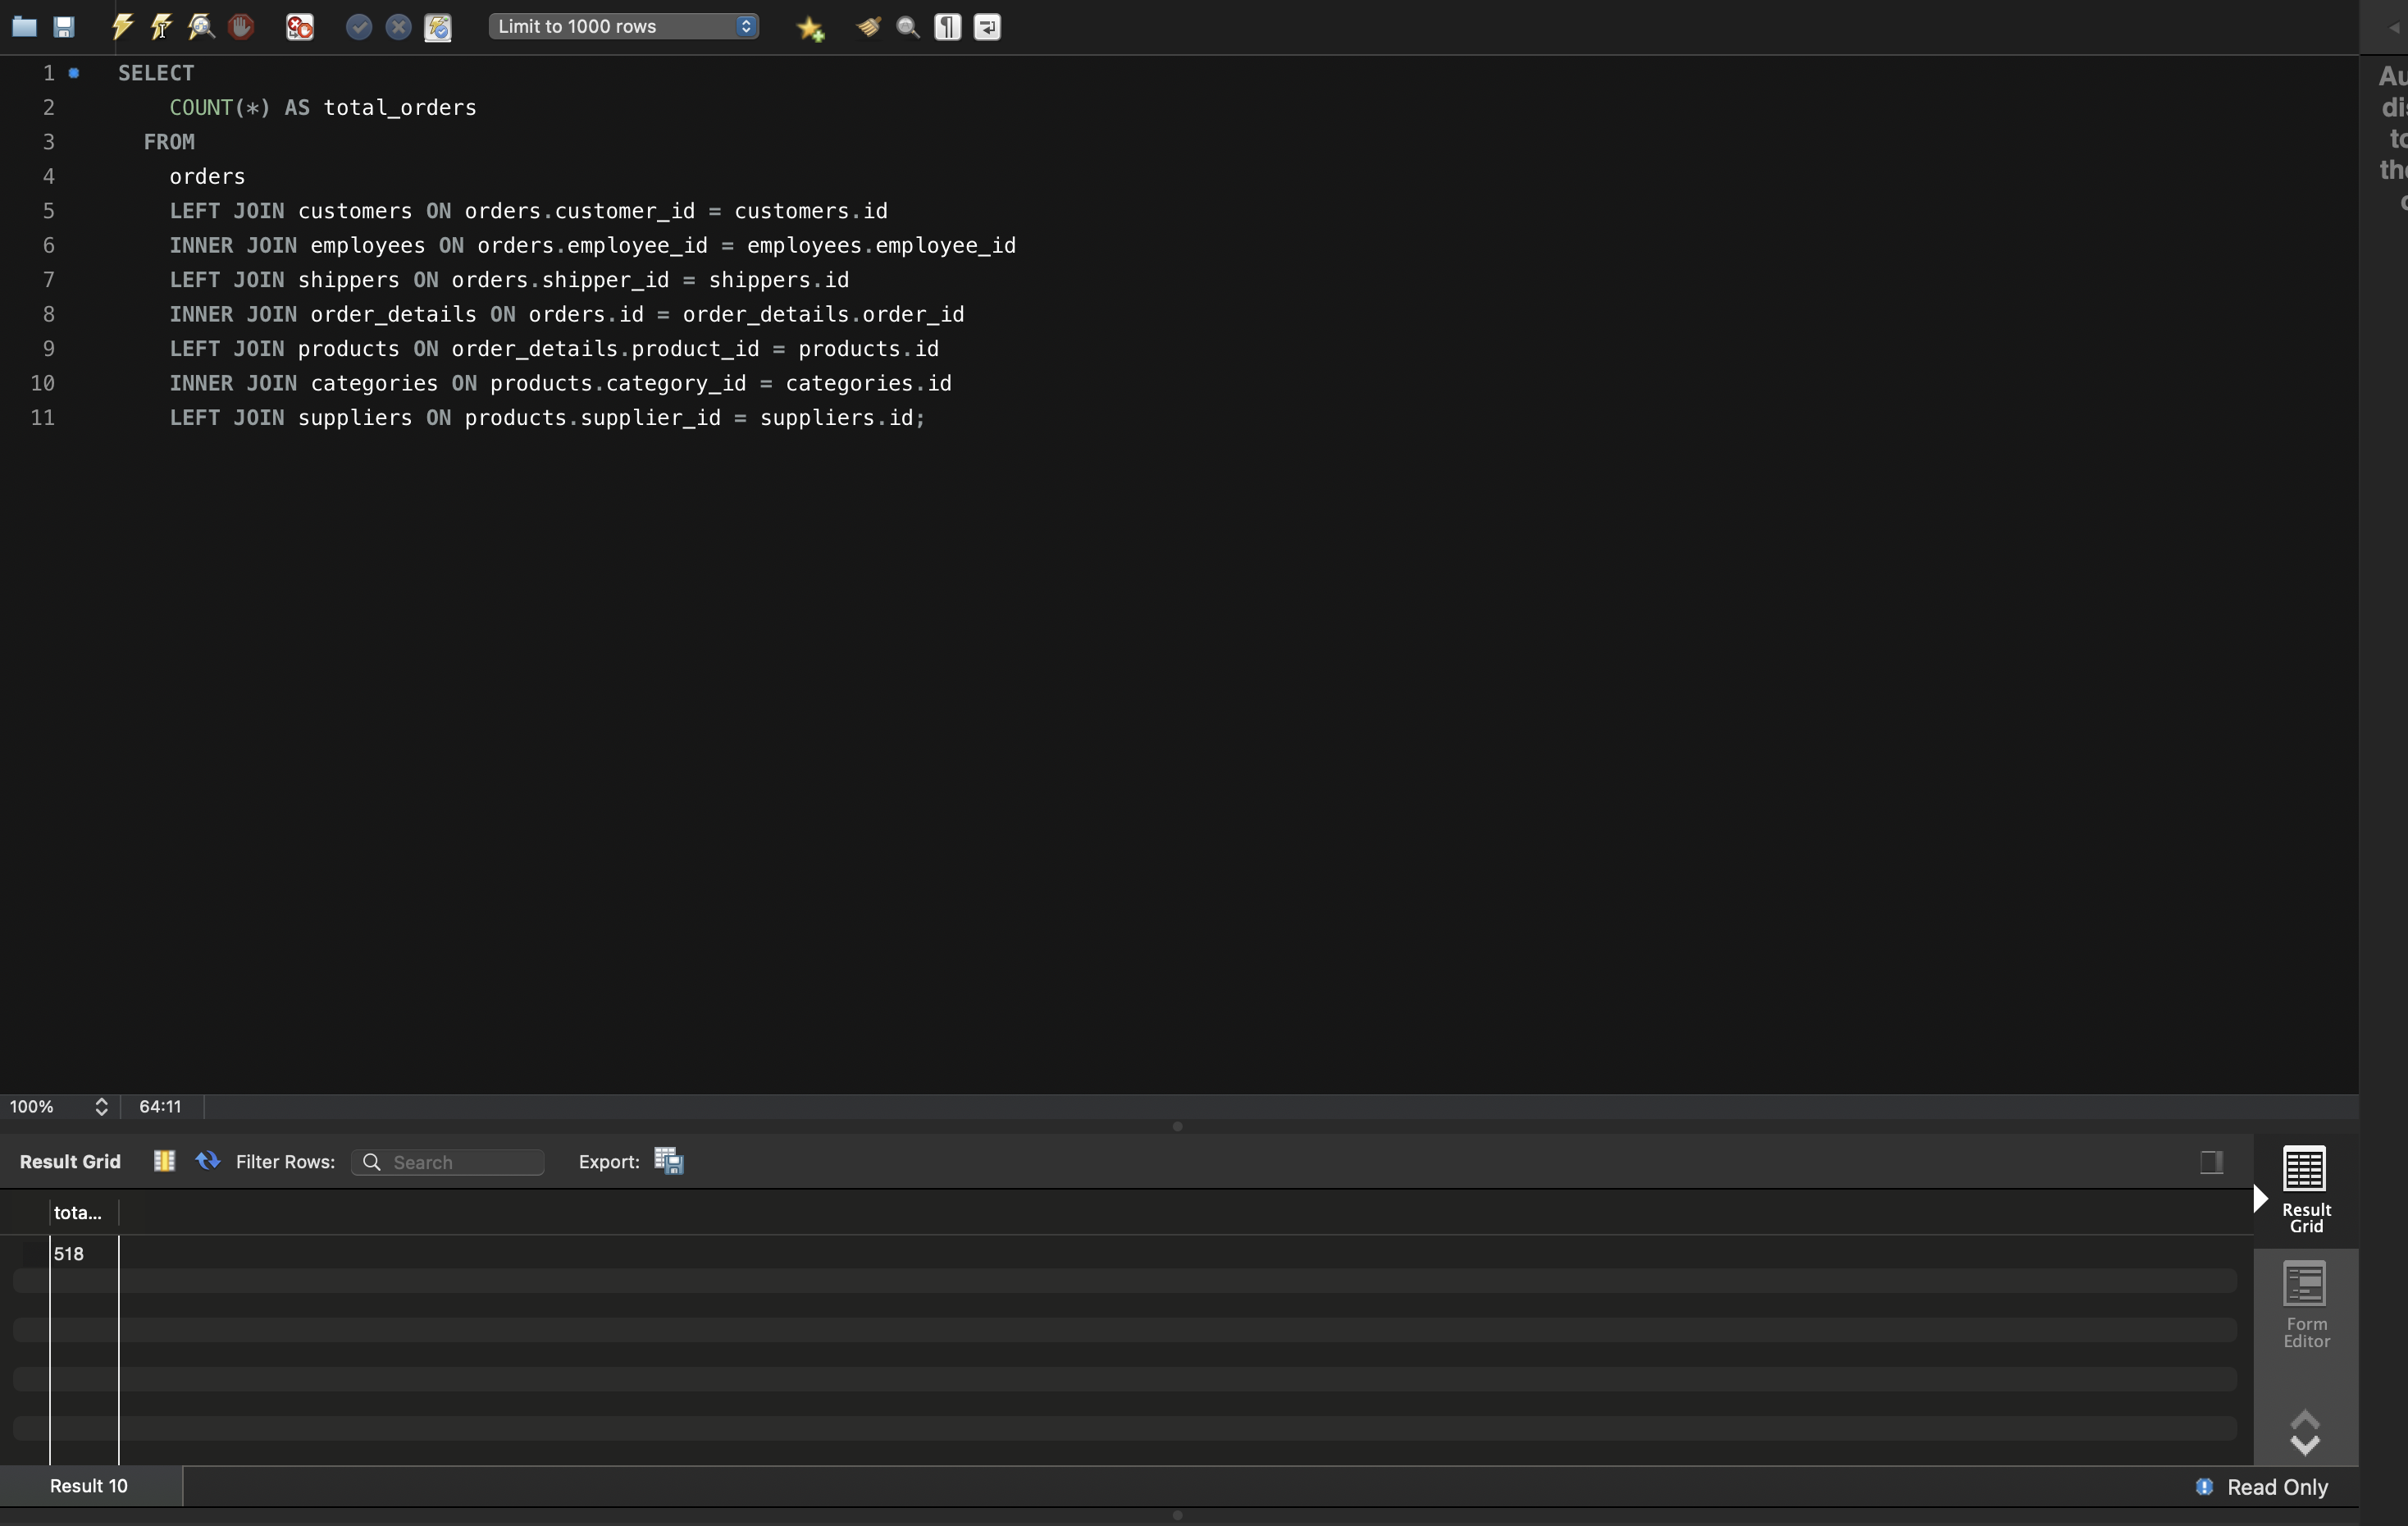 Limit to 1000 rows
1 SELECT
2 COUNT(*) AS total_orders
3 FROM
4 orders
5 LEFT JOIN customers ON orders.customer_id = customers.id
6 INNER JOIN employees ON orders.employee_id = employees.employee_id
7 LEFT JOIN shippers ON orders.shipper_id = shippers.id
8 INNER JOIN order_details ON orders.id = order_details.order_id
9 LEFT JOIN products ON order_details.product_id = products.id
10 INNER JOIN categories ON products.category_id = categories.id
11 LEFT JOIN suppliers ON products.supplier_id = suppliers.id;
100% 64:11
Result Grid Filter Rows: Search Export:
tota...
518
Result
Grid
Form
Editor
Result 10
Read Only